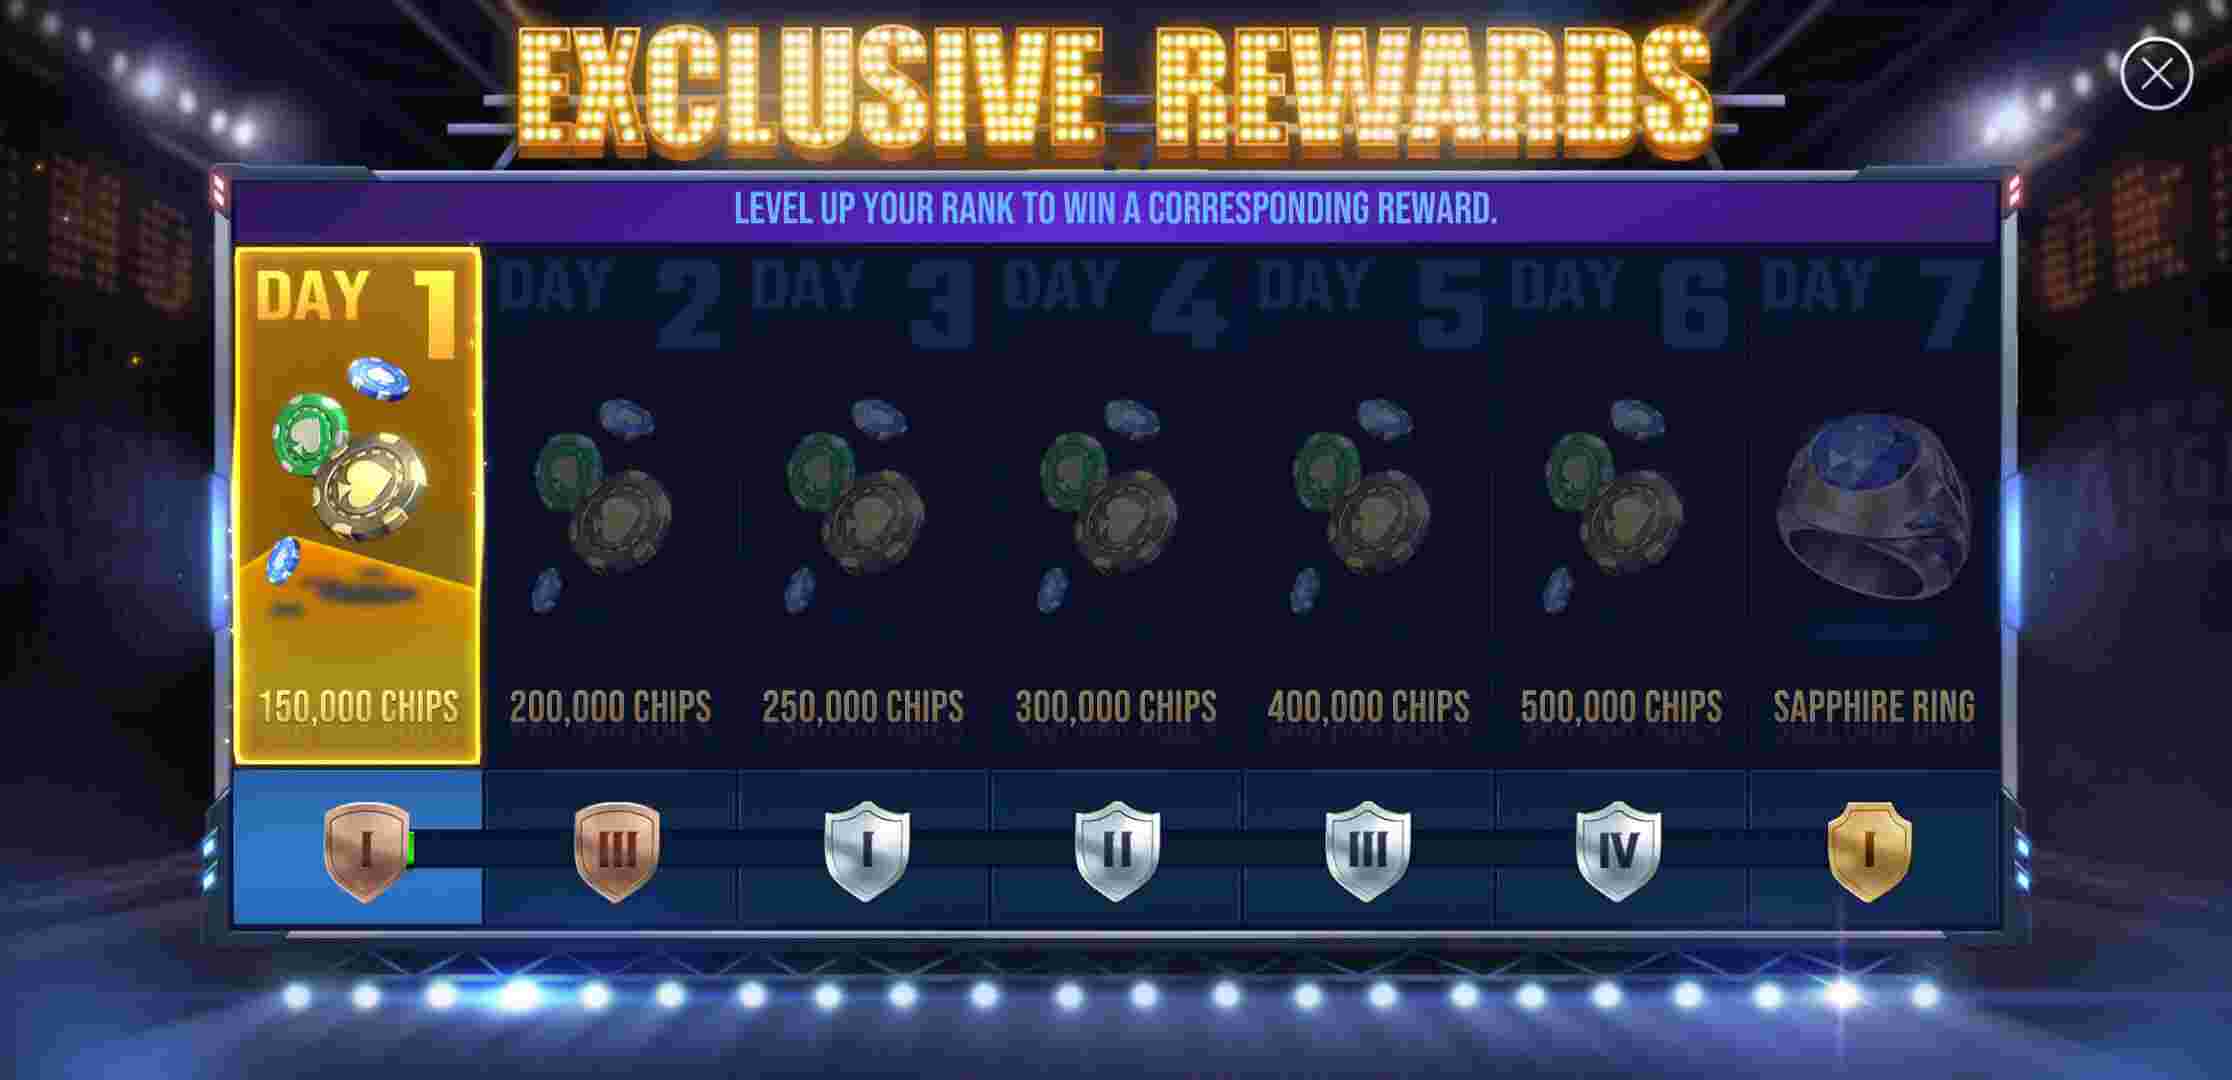 EXCLUSIVE REWARDS
LEVEL UP YOUR RANK TO WIN A CORRESPONDING REWARD.
DAY 1
DAY 2
DAY 3
DAY 4
DAY 5
DAY 6
DAY 7
150,000 CHIPS
200,000 CHIPS
250,000 CHIPS
300,000 CHIPS
400,000 CHIPS
500,000 CHIPS
SAPPHIRE RING
I
III
I
II
III
IV
I